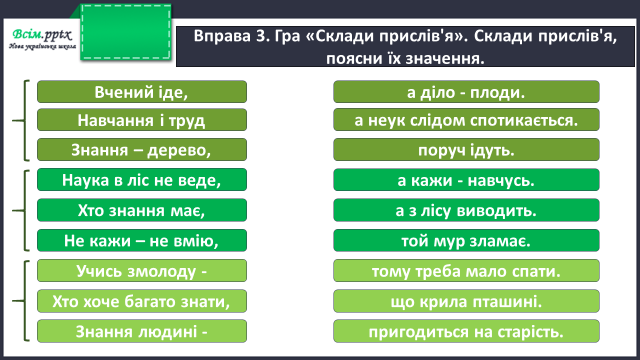 Всім.pptx
Нова українська школа
Вправа 3. Гра «Склади прислів'я». Склади прислів'я,
поясни їх значення.
Вчений іде,
а діло - плоди.
Навчання і труд
а неук слідом спотикається.
Знання – дерево,
поруч ідуть.
Наука в ліс не веде,
а кажи - навчусь.
Хто знання має,
а з лісу виводить.
Не кажи – не вмію,
той мур зламає.
Учись змолоду -
тому треба мало спати.
Хто хоче багато знати,
що крила пташині.
Знання людині -
пригодиться на старість.